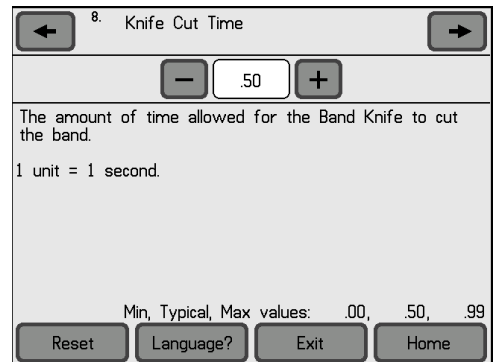 8. Knife Cut Time
− .50 +
The amount of time allowed for the Band Knife to cut
the band.
1 unit = 1 second.
Min, Typical, Max values: .00, .50, .99
Reset Language? Exit Home